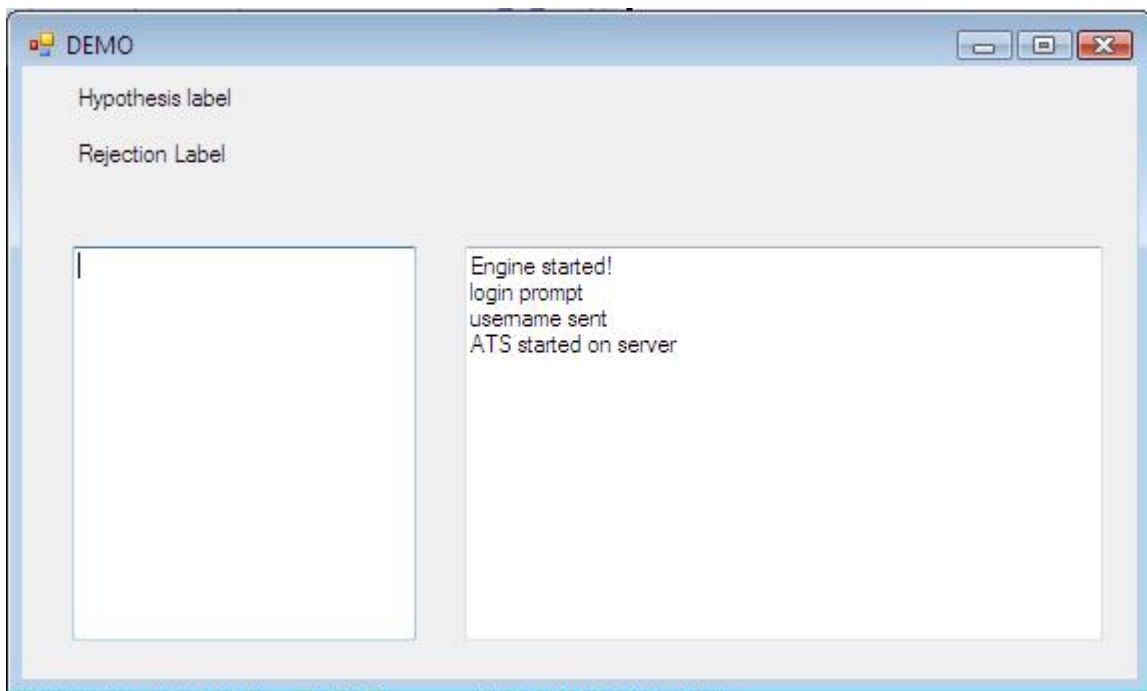 DEMO
Hypothesis label
Rejection Label
Engine started!
login prompt
username sent
ATS started on server